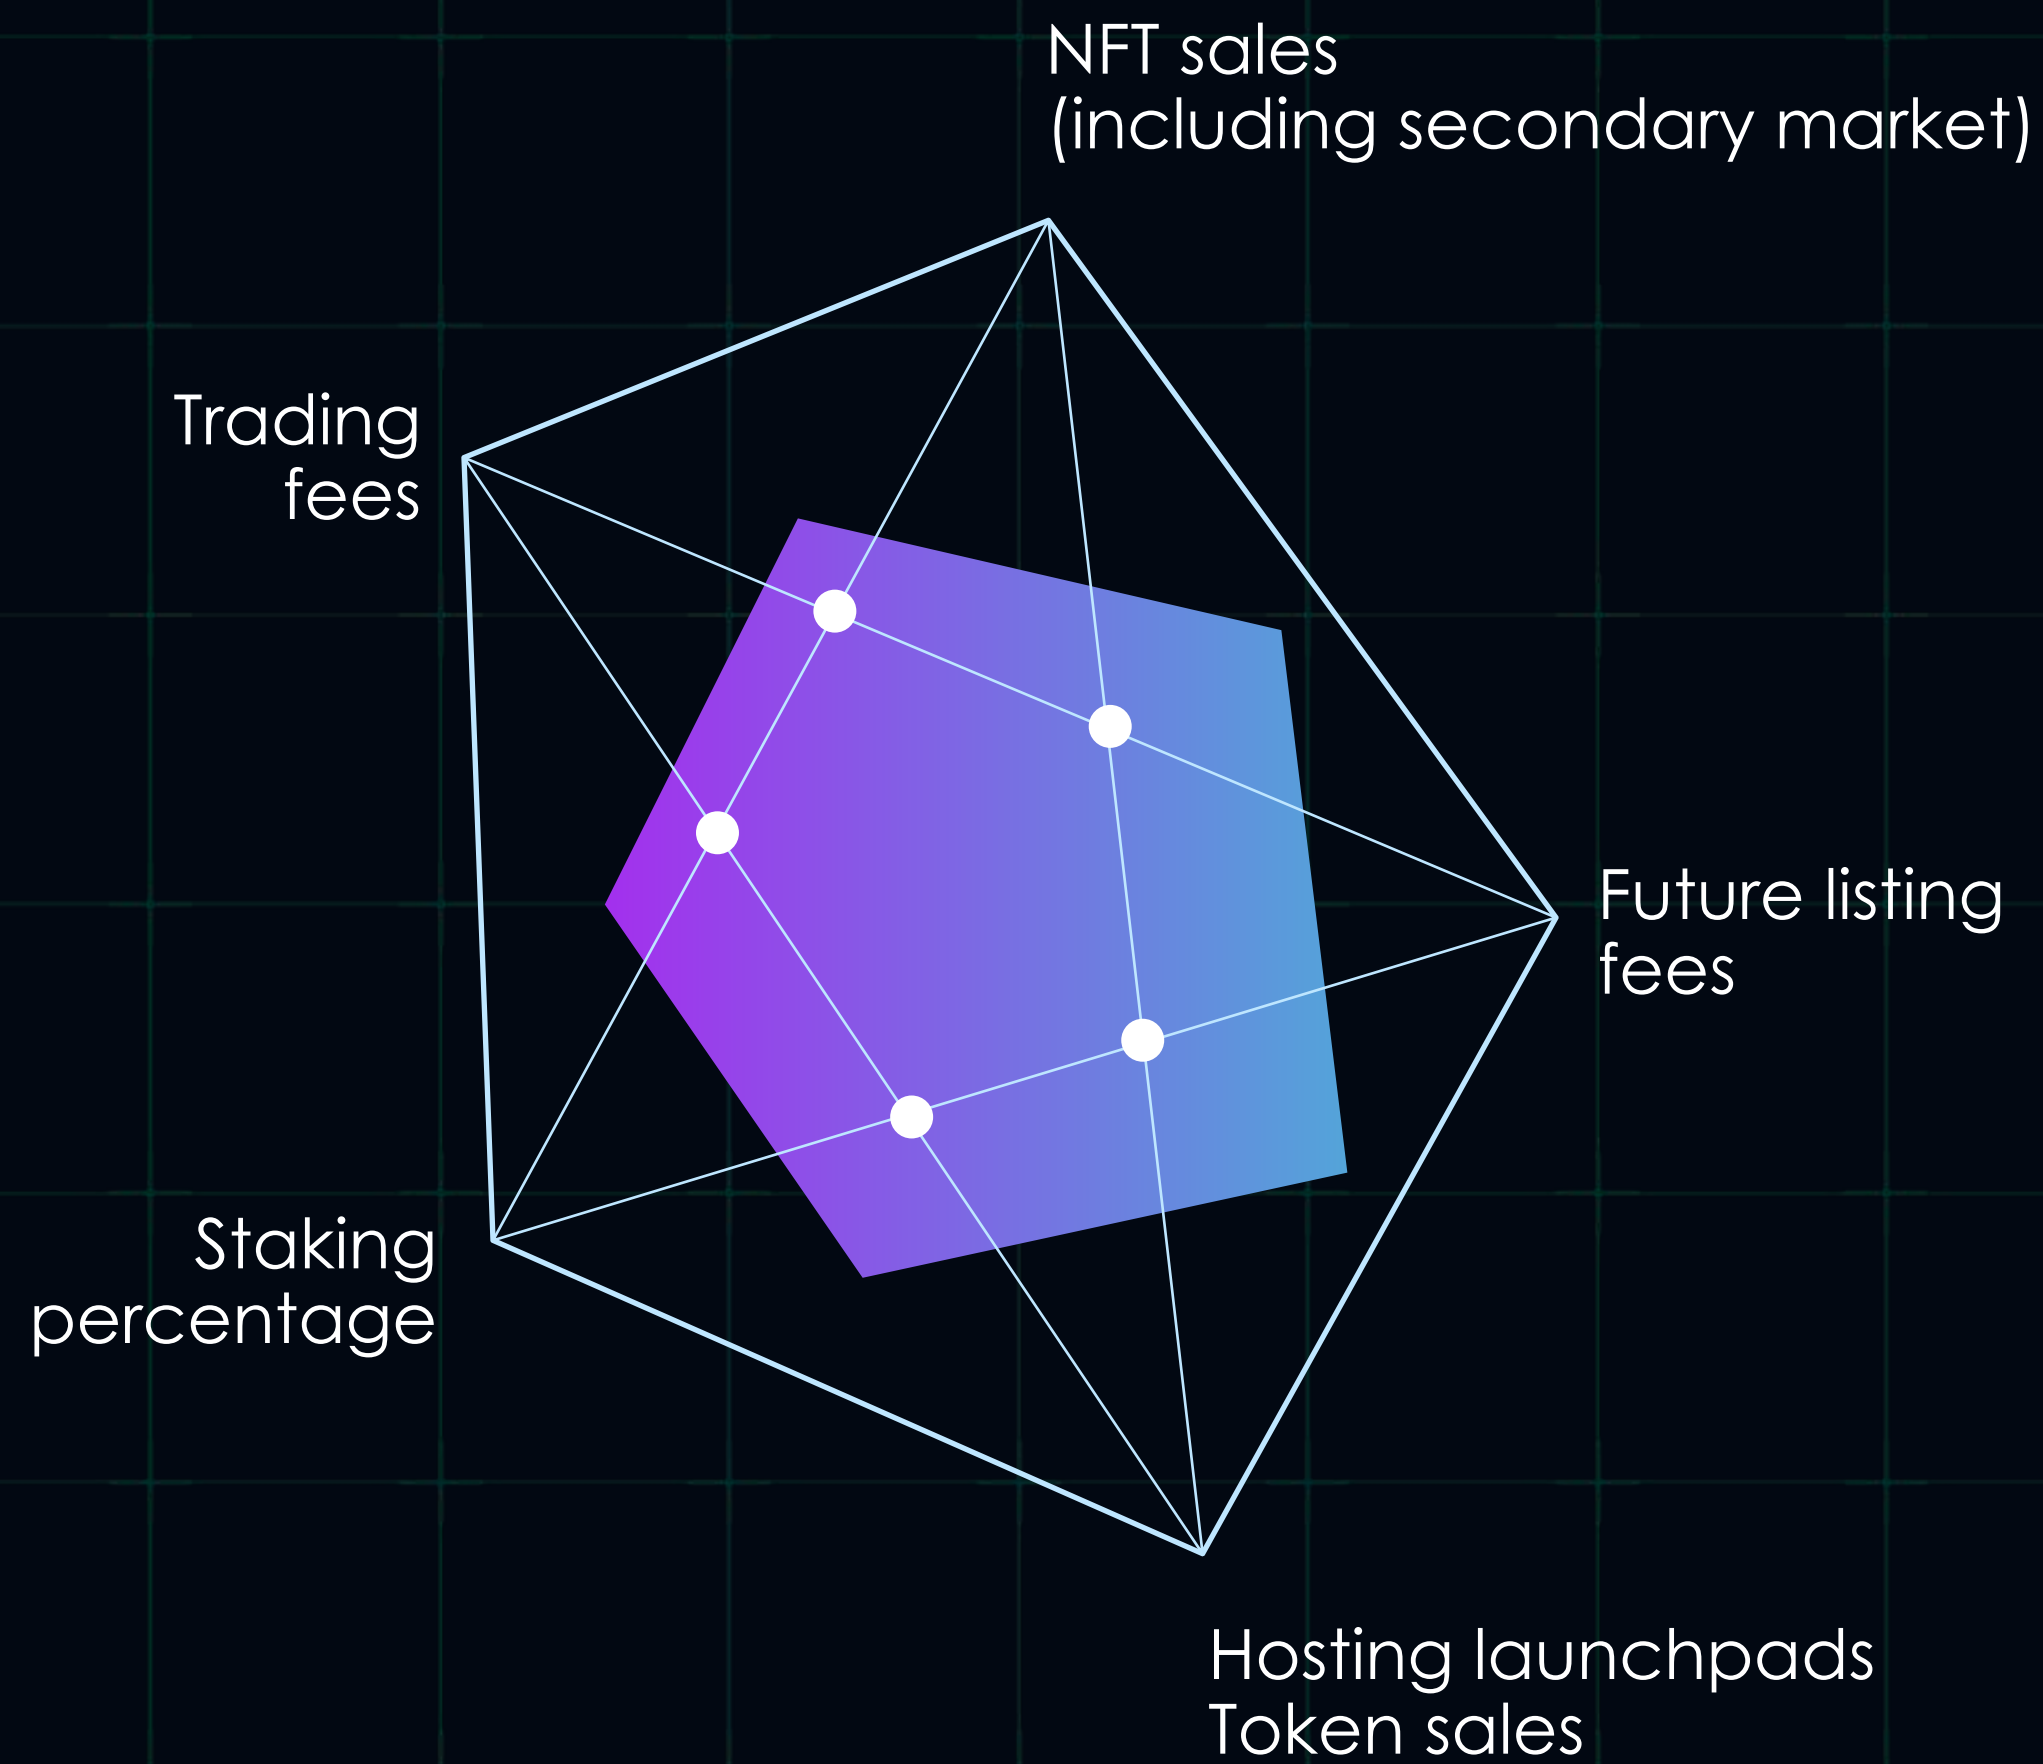 NFT sales
(including secondary market)
Trading
fees
Future listing
fees
Staking
percentage
Hosting launchpads
Token sales